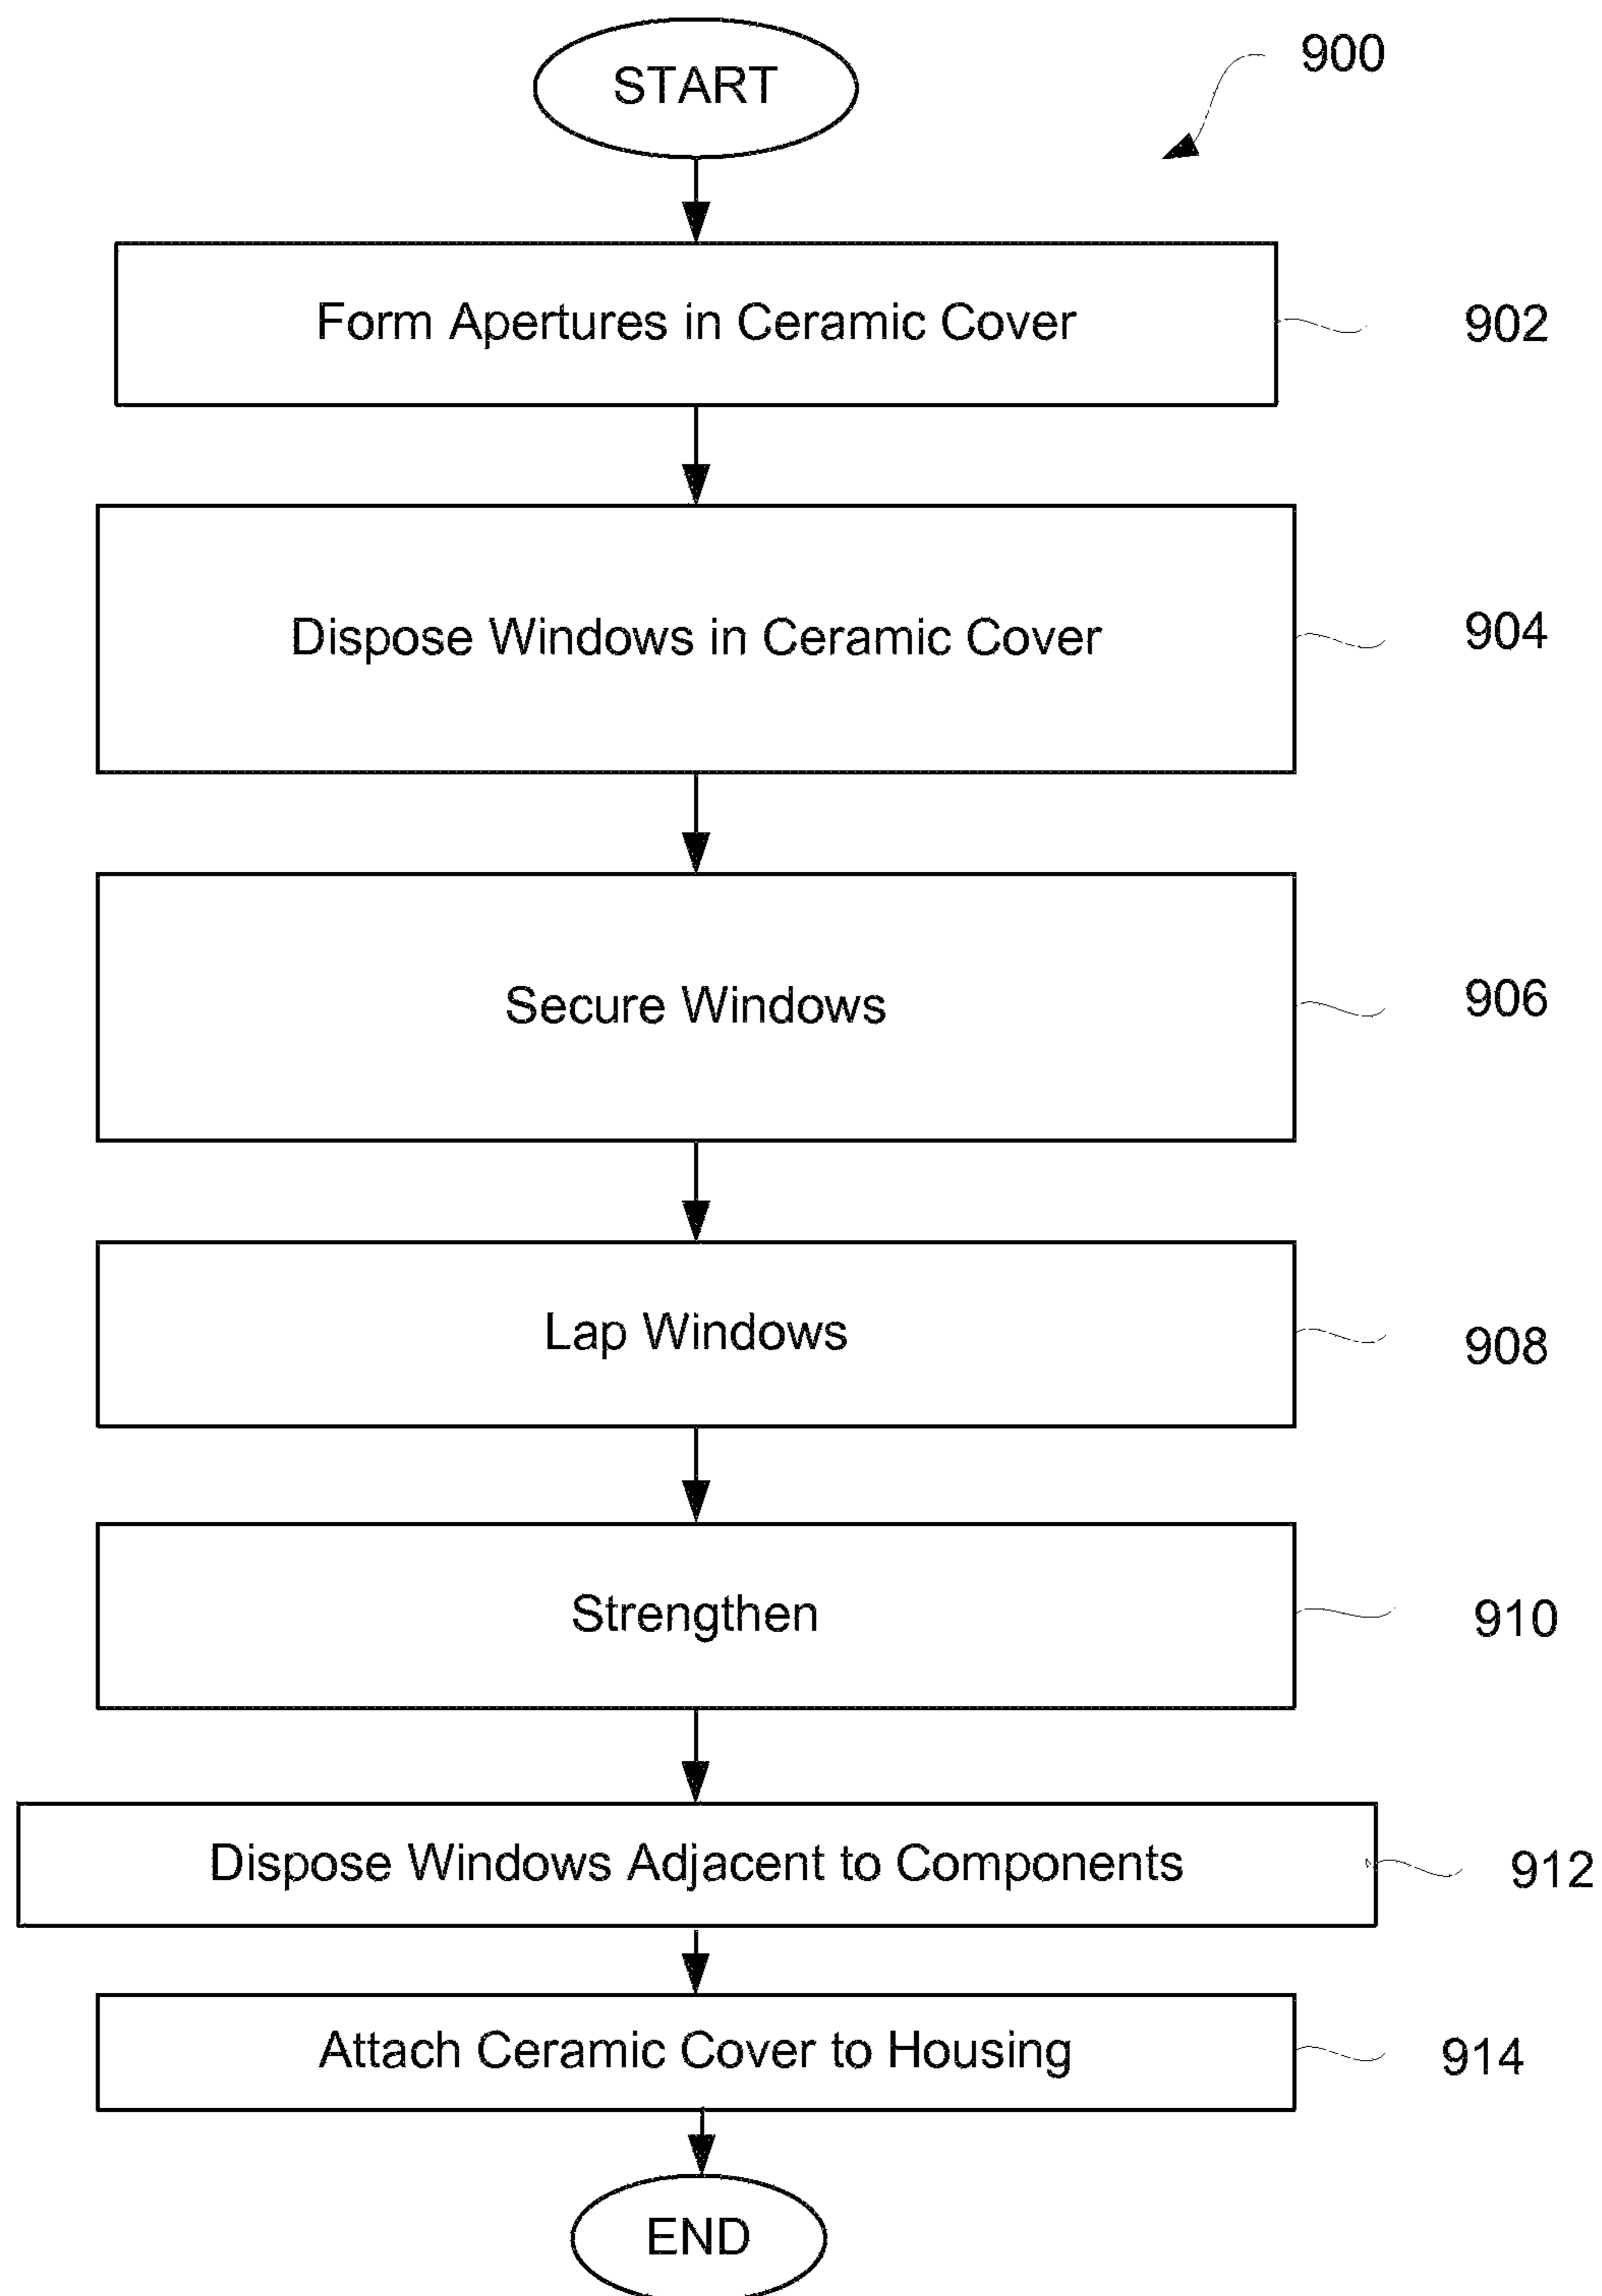 START
900
Form Apertures in Ceramic Cover
902
Dispose Windows in Ceramic Cover
904
Secure Windows
906
Lap Windows
908
Strengthen
910
Dispose Windows Adjacent to Components
912
Attach Ceramic Cover to Housing
914
END